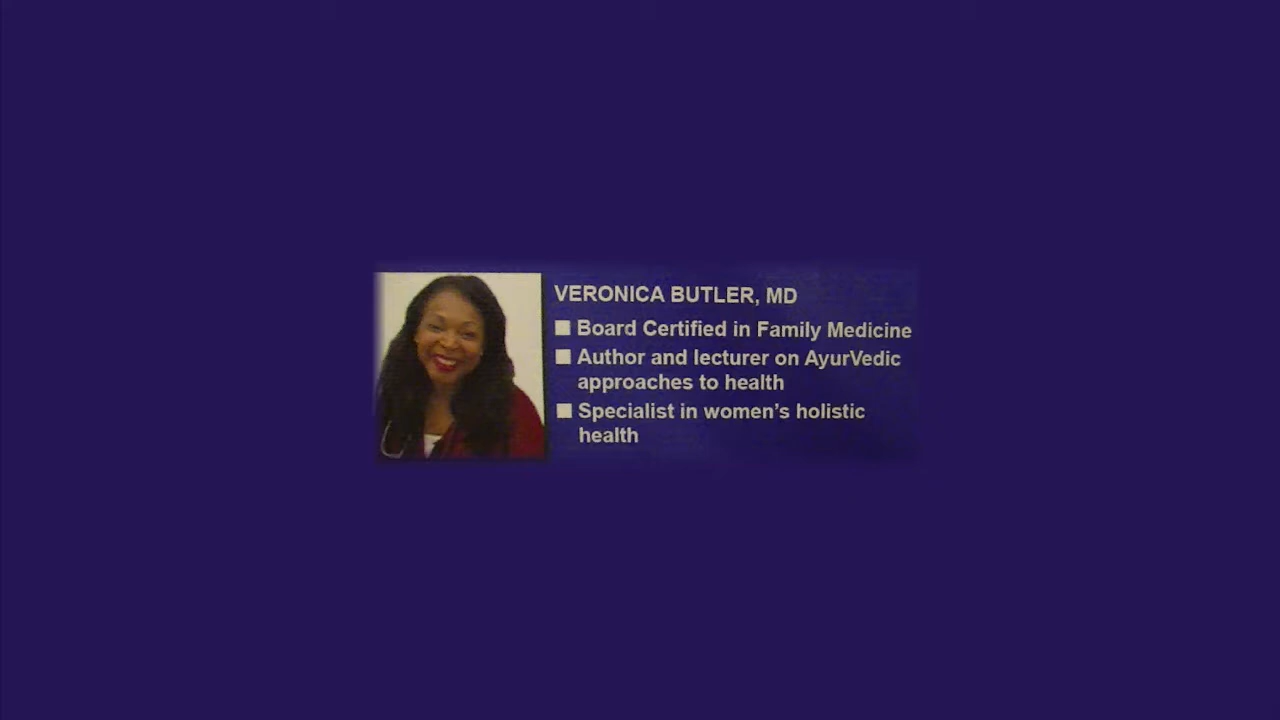 VERONICA BUTLER, MD
■ Board Certified in Family Medicine
■ Author and lecturer on AyurVedic
approaches to health
■ Specialist in women's holistic
health